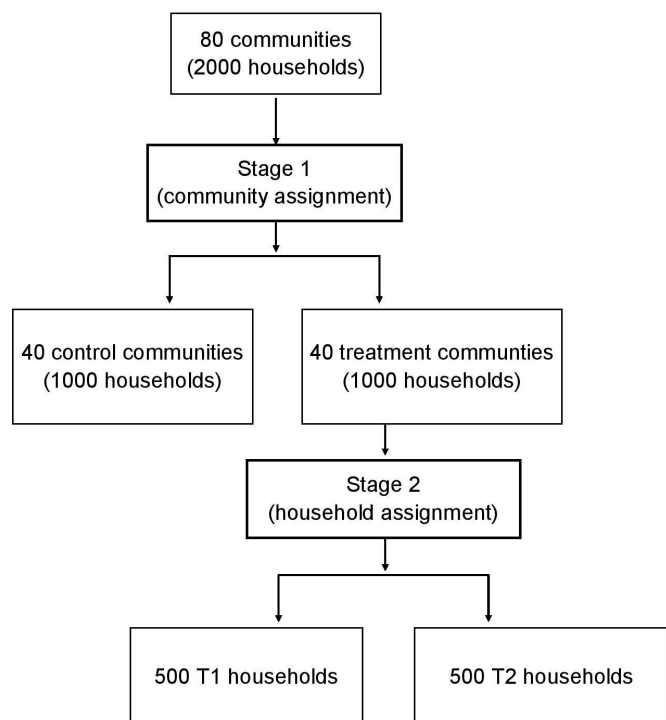 80 communities
(2000 households)
Stage 1
(community assignment)
40 control communities
(1000 households)
40 treatment communties
(1000 households)
Stage 2
(household assignment)
500 T1 households
500 T2 households